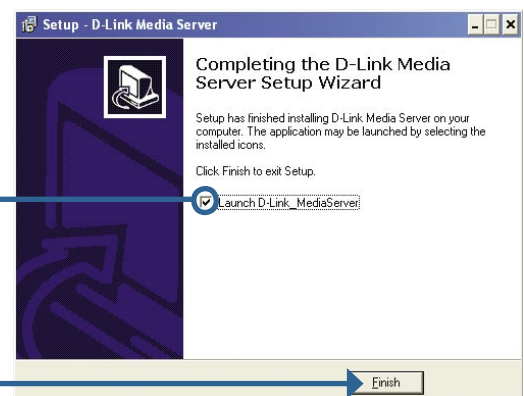 Setup - D-Link Media Server
Completing the D-Link Media
Server Setup Wizard
Setup has finished installing D-Link Media Server on your
computer. The application may be launched by selecting the
installed icons.
Click Finish to exit Setup.
Launch D-Link_MediaServer
Finish